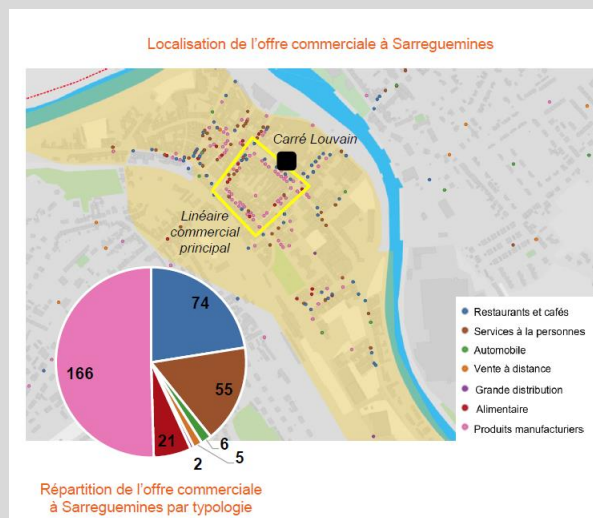 Localisation de l'offre commerciale à Sarreguemines
Carré Louvain
Linéaire
commercial
principal
74
166
55
21
6
5
2
Restaurants et cafés
Services à la personnes
Automobile
Vente à distance
Grande distribution
Alimentaire
Produits manufacturiers
Répartition de l'offre commerciale
à Sarreguemines par typologie